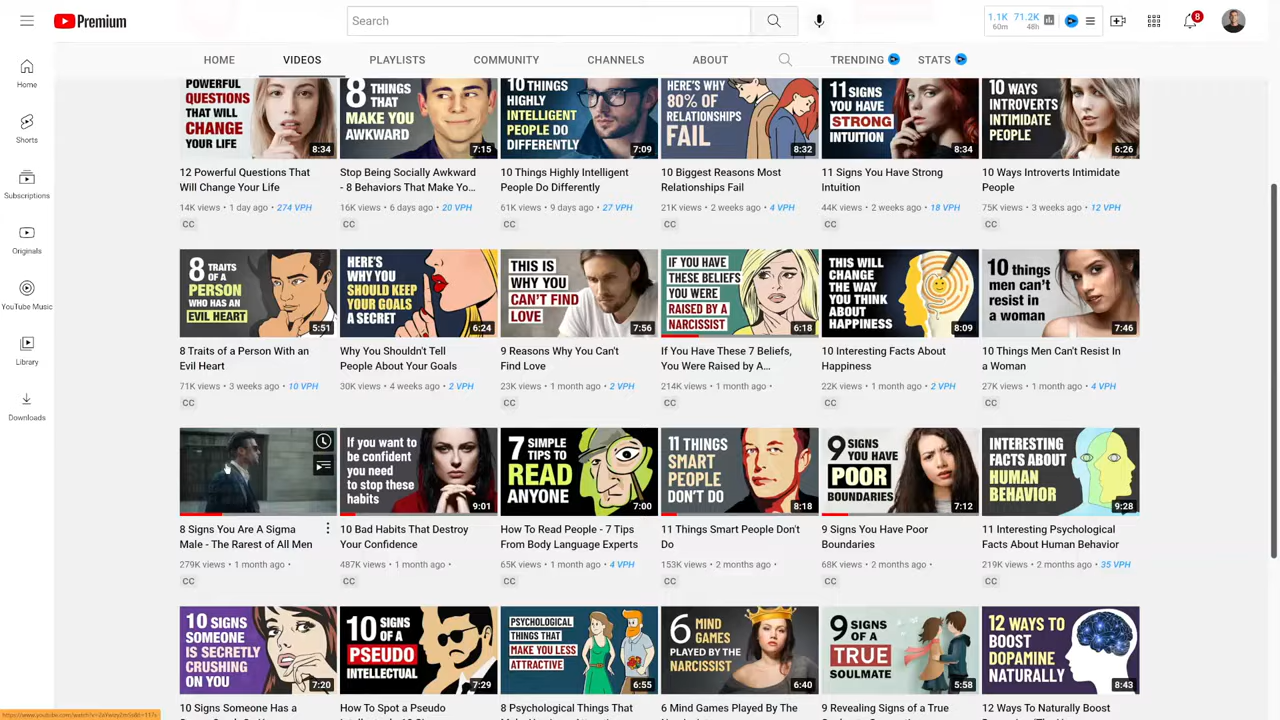 Premium
Search
1.1K 71.2K
60m 48h
8
HOME VIDEOS PLAYLISTS COMMUNITY CHANNELS ABOUT TRENDING STATS
Home
Shorts
Subscriptions
Originals
YouTube Music
Library
Downloads
POWERFUL
QUESTIONS
THAT WILL
CHANGE
YOUR LIFE
8:34
8 THINGS
THAT
MAKE YOU
AWKWARD
7:15
10 THINGS
HIGHLY
INTELLIGENT
PEOPLE DO
DIFFERENTLY
7:09
HERE'S WHY
80% OF
RELATIONSHIPS
FAIL
8:32
11 SIGNS
YOU HAVE
STRONG
INTUITION
8:34
10 WAYS
INTROVERTS
INTIMIDATE
PEOPLE
6:26
12 Powerful Questions That
Will Change Your Life
14K views • 1 day ago • 274 VPH
CC
Stop Being Socially Awkward
- 8 Behaviors That Make Yo...
16K views • 6 days ago • 20 VPH
CC
10 Things Highly Intelligent
People Do Differently
61K views • 9 days ago • 27 VPH
CC
10 Biggest Reasons Most
Relationships Fail
21K views • 2 weeks ago • 4 VPH
CC
11 Signs You Have Strong
Intuition
44K views • 2 weeks ago • 18 VPH
CC
10 Ways Introverts Intimidate
People
75K views • 3 weeks ago • 12 VPH
CC
8 TRAITS
OF A
PERSON
WHO HAS AN
EVIL HEART
5:51
HERE'S
WHY YOU
SHOULD KEEP
YOUR GOALS
A SECRET
6:24
THIS IS
WHY YOU
CAN'T FIND
LOVE
7:56
IF YOU HAVE
THESE BELIEFS
YOU WERE
RAISED BY A
NARCISSIST
6:18
THIS WILL
CHANGE
THE WAY
YOU THINK
ABOUT
HAPPINESS
8:09
10 things
men can't
resist in
a woman
7:46
8 Traits of a Person With an
Evil Heart
71K views • 3 weeks ago • 10 VPH
CC
Why You Shouldn't Tell
People About Your Goals
30K views • 4 weeks ago • 2 VPH
9 Reasons Why You Can't
Find Love
23K views • 1 month ago • 2 VPH
CC
If You Have These 7 Beliefs,
You Were Raised by A...
214K views • 1 month ago •
CC
10 Interesting Facts About
Happiness
22K views • 1 month ago • 2 VPH
CC
10 Things Men Can't Resist In
a Woman
27K views • 1 month ago • 4 VPH
CC
If you want to
be confident
you need
to stop these
habits
9:01
7 SIMPLE
TIPS TO
READ
ANYONE
7:00
11 THINGS
SMART
PEOPLE
DON'T DO
8:18
9 SIGNS
YOU HAVE
POOR
BOUNDARIES
7:12
INTERESTING
FACTS ABOUT
HUMAN
BEHAVIOR
9:28
8 Signs You Are A Sigma
Male - The Rarest of All Men
279K views • 1 month ago •
CC
10 Bad Habits That Destroy
Your Confidence
487K views • 1 month ago •
CC
How To Read People - 7 Tips
From Body Language Experts
65K views • 1 month ago • 4 VPH
CC
11 Things Smart People Don't
Do
153K views • 2 months ago •
CC
9 Signs You Have Poor
Boundaries
68K views • 2 months ago •
CC
11 Interesting Psychological
Facts About Human Behavior
219K views • 2 months ago • 35 VPH
CC
10 SIGNS
SOMEONE
IS SECRETLY
CRUSHING
ON YOU
7:20
10 SIGNS
OF A
PSEUDO
INTELLECTUAL
7:29
PSYCHOLOGICAL
THINGS THAT
MAKE YOU LESS
ATTRACTIVE
6:55
6 MIND
GAMES
PLAYED BY THE
NARCISSIST
6:40
9 SIGNS
OF A
TRUE
SOULMATE
5:58
12 WAYS TO
BOOST
DOPAMINE
NATURALLY
8:43
10 Signs Someone Has a
How To Spot a Pseudo
8 Psychological Things That
6 Mind Games Played By The
9 Revealing Signs of a True
12 Ways To Naturally Boost